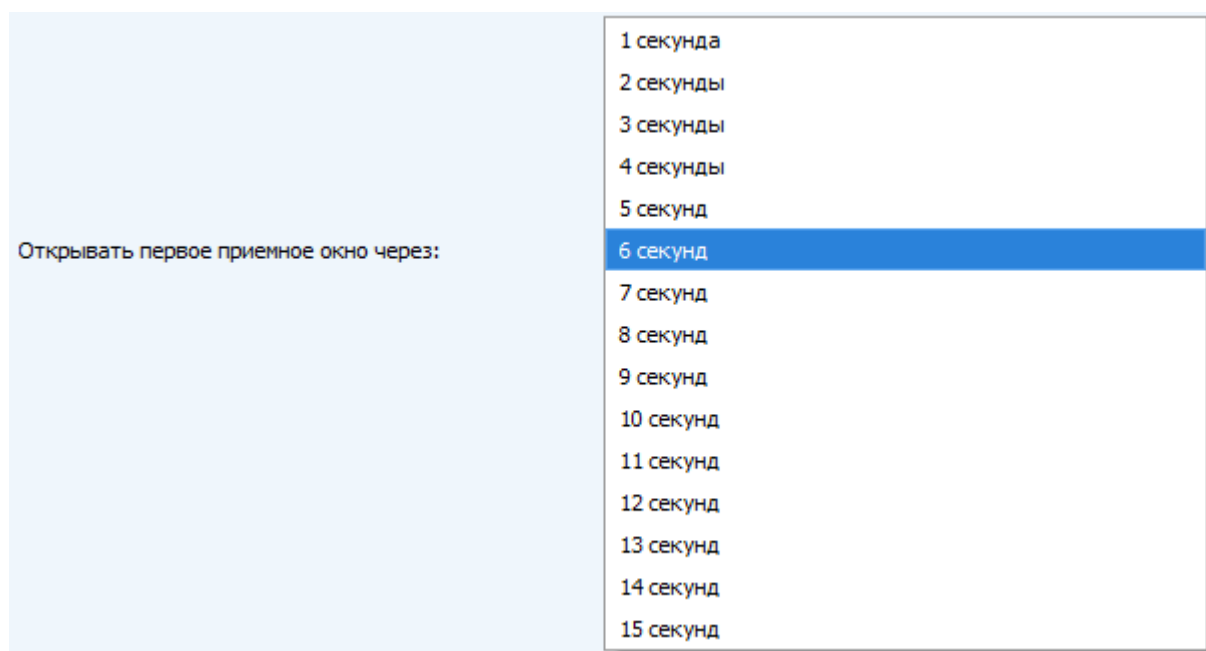 1 секунда
2 секунды
3 секунды
4 секунды
5 секунд
Открывать первое приемное окно через:
6 секунд
7 секунд
8 секунд
9 секунд
10 секунд
11 секунд
12 секунд
13 секунд
14 секунд
15 секунд